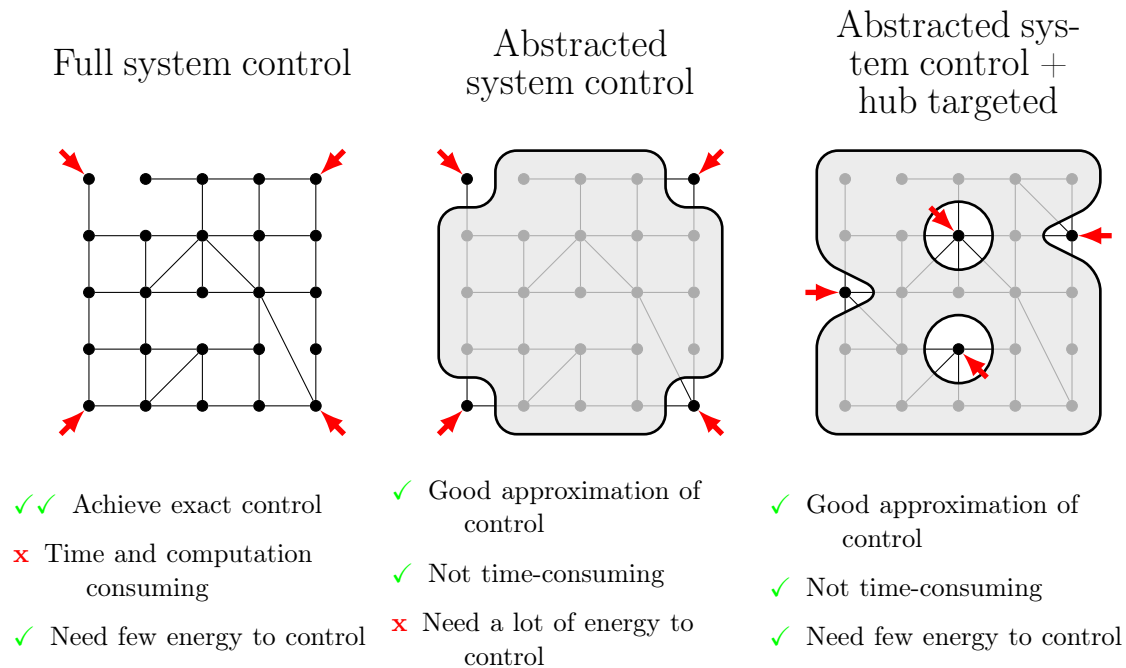 Full system control
Abstracted
system control
Abstracted sys-
tem control +
hub targeted
✓✓ Achieve exact control
x Time and computation
consuming
✓ Need few energy to control
✓ Good approximation of
control
✓ Not time-consuming
x Need a lot of energy to
control
✓ Good approximation of
control
✓ Not time-consuming
✓ Need few energy to control